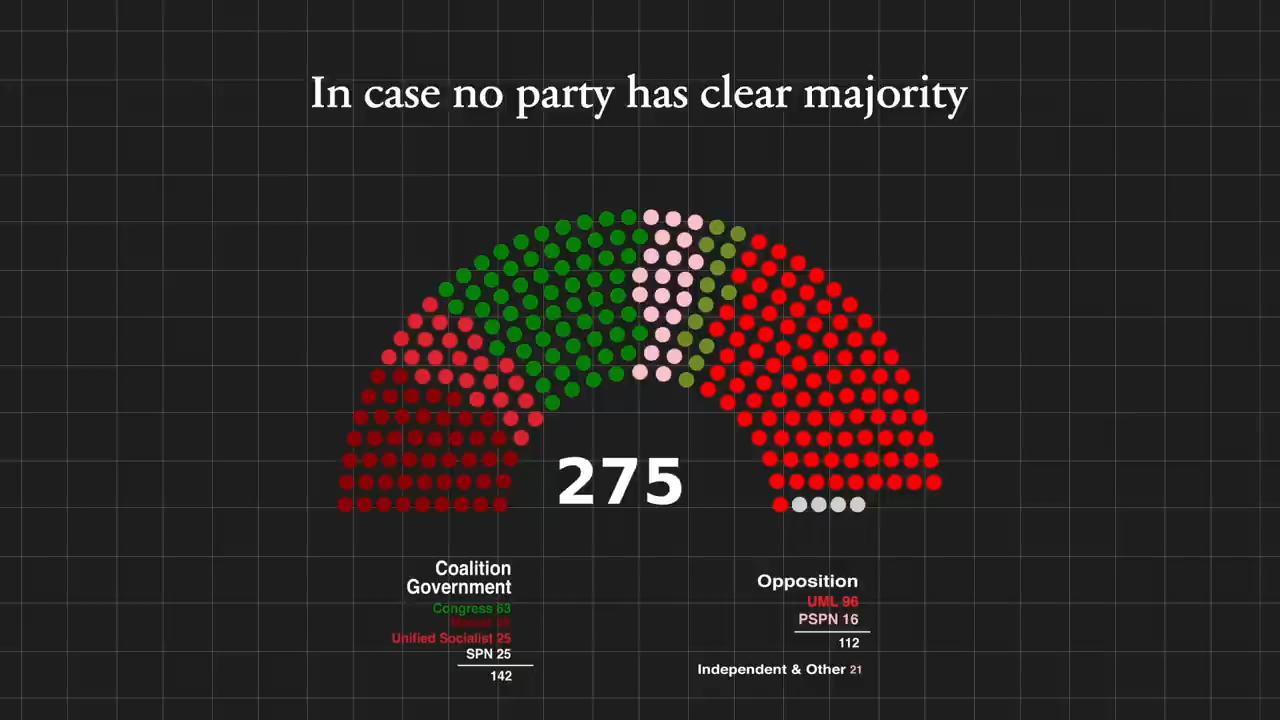 In case no party has clear majority
275
Coalition
Government
Congress 63
Unified Socialist 25
SPN 25
142
Opposition
UML 96
PSPN 16
112
Independent & Other 21